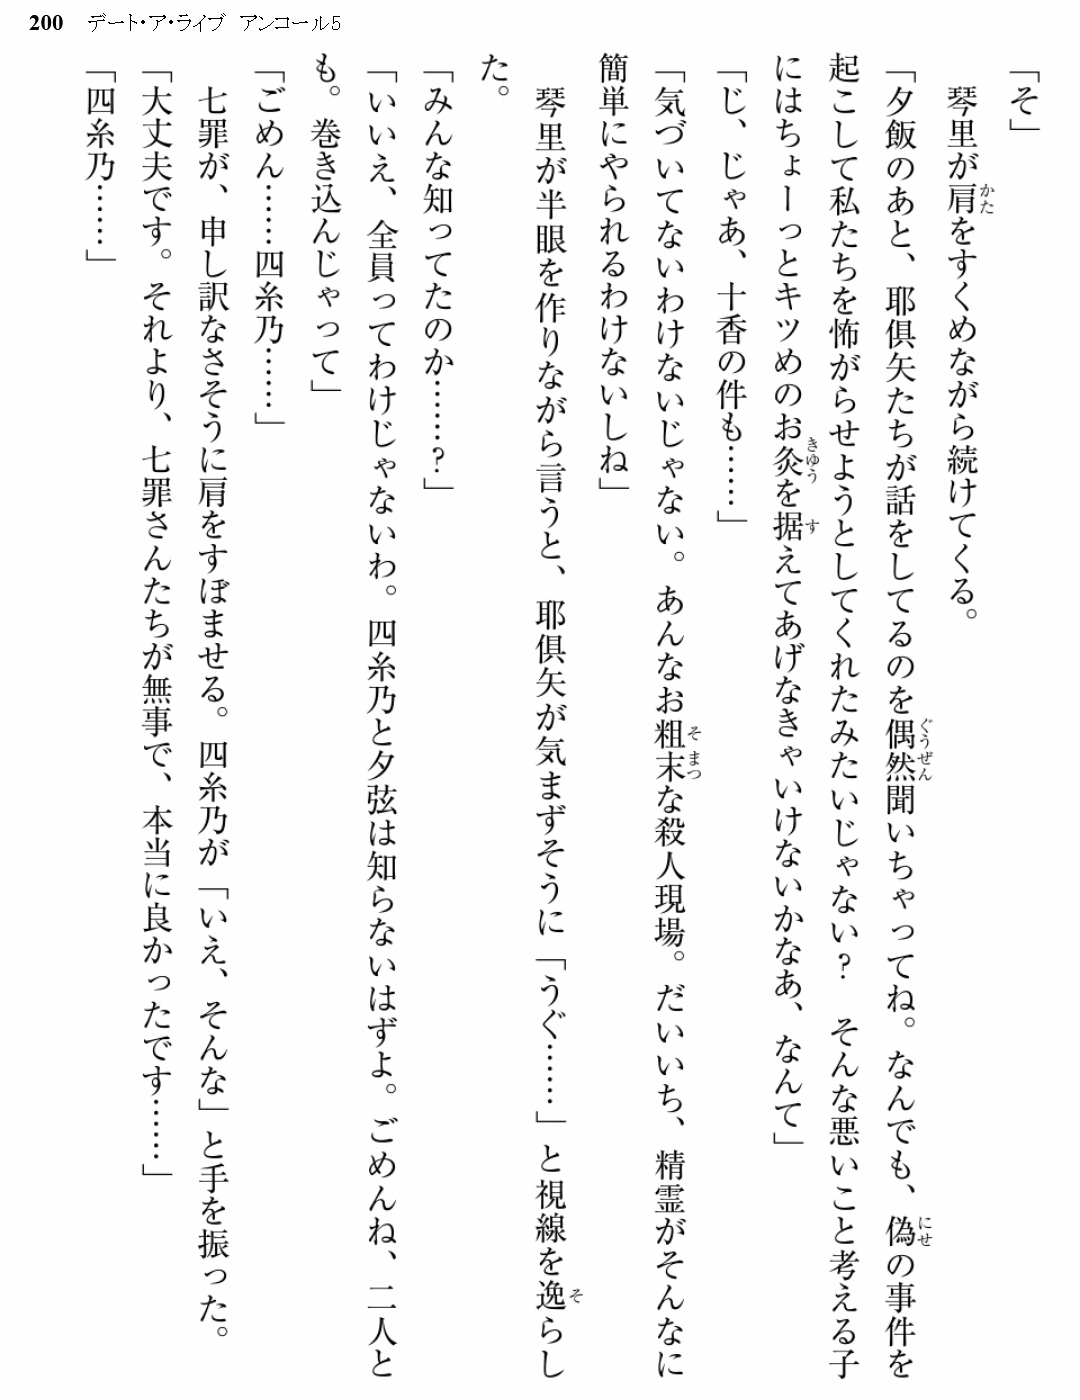 200 デート・ア・ライブ アンコール5
「そ」
琴里が肩をすくめながら続けてくる。
「夕飯のあと、耶倶矢たちが話をしてるのを偶然聞いちゃってね。なんでも、偽の事件を
起こして私たちを怖がらせようとしてくれたみたいじゃない？　そんな悪いこと考える子
にはちょーっとキツめのお灸を据えてあげなきゃいけないかなあ、なんて」
「じ、じゃあ、十香の件も……」
「気づいてないわけないじゃない。あんなお粗末な殺人現場。だいいち、精霊がそんなに
簡単にやられるわけないしね」
琴里が半眼を作りながら言うと、耶倶矢が気まずそうに「うぐ……」と視線を逸らし
た。
「みんな知ってたのか……？」
「いいえ、全員ってわけじゃないわ。四糸乃と夕弦は知らないはずよ。ごめんね、二人と
も。巻き込んじゃって」
「ごめん……四糸乃……」
七罪が、申し訳なさそうに肩をすぼませる。四糸乃が「いえ、そんな」と手を振った。
「大丈夫です。それより、七罪さんたちが無事で、本当に良かったです……」
「四糸乃……」